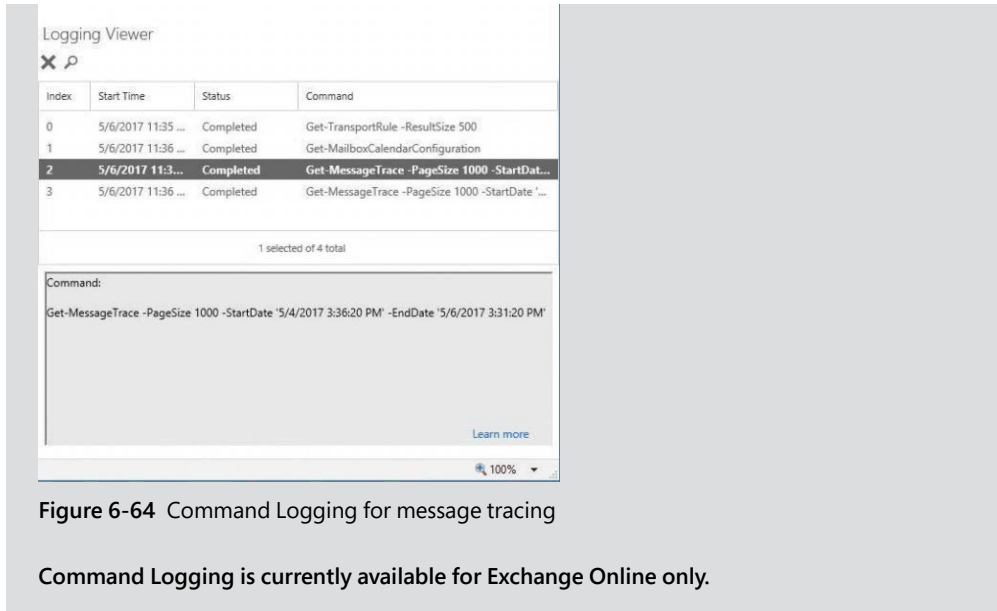 Logging Viewer
Index Start Time Status Command
0 5/6/2017 11:35 ... Completed Get-TransportRule -ResultSize 500
1 5/6/2017 11:36 ... Completed Get-MailboxCalendarConfiguration
2 5/6/2017 11:3... Completed Get-MessageTrace -PageSize 1000 -StartDat...
3 5/6/2017 11:36 ... Completed Get-MessageTrace -PageSize 1000 -StartDate '...
1 selected of 4 total
Command:
Get-MessageTrace -PageSize 1000 -StartDate '5/4/2017 3:36:20 PM' -EndDate '5/6/2017 3:31:20 PM'
Learn more
100%
Figure 6-64 Command Logging for message tracing
Command Logging is currently available for Exchange Online only.